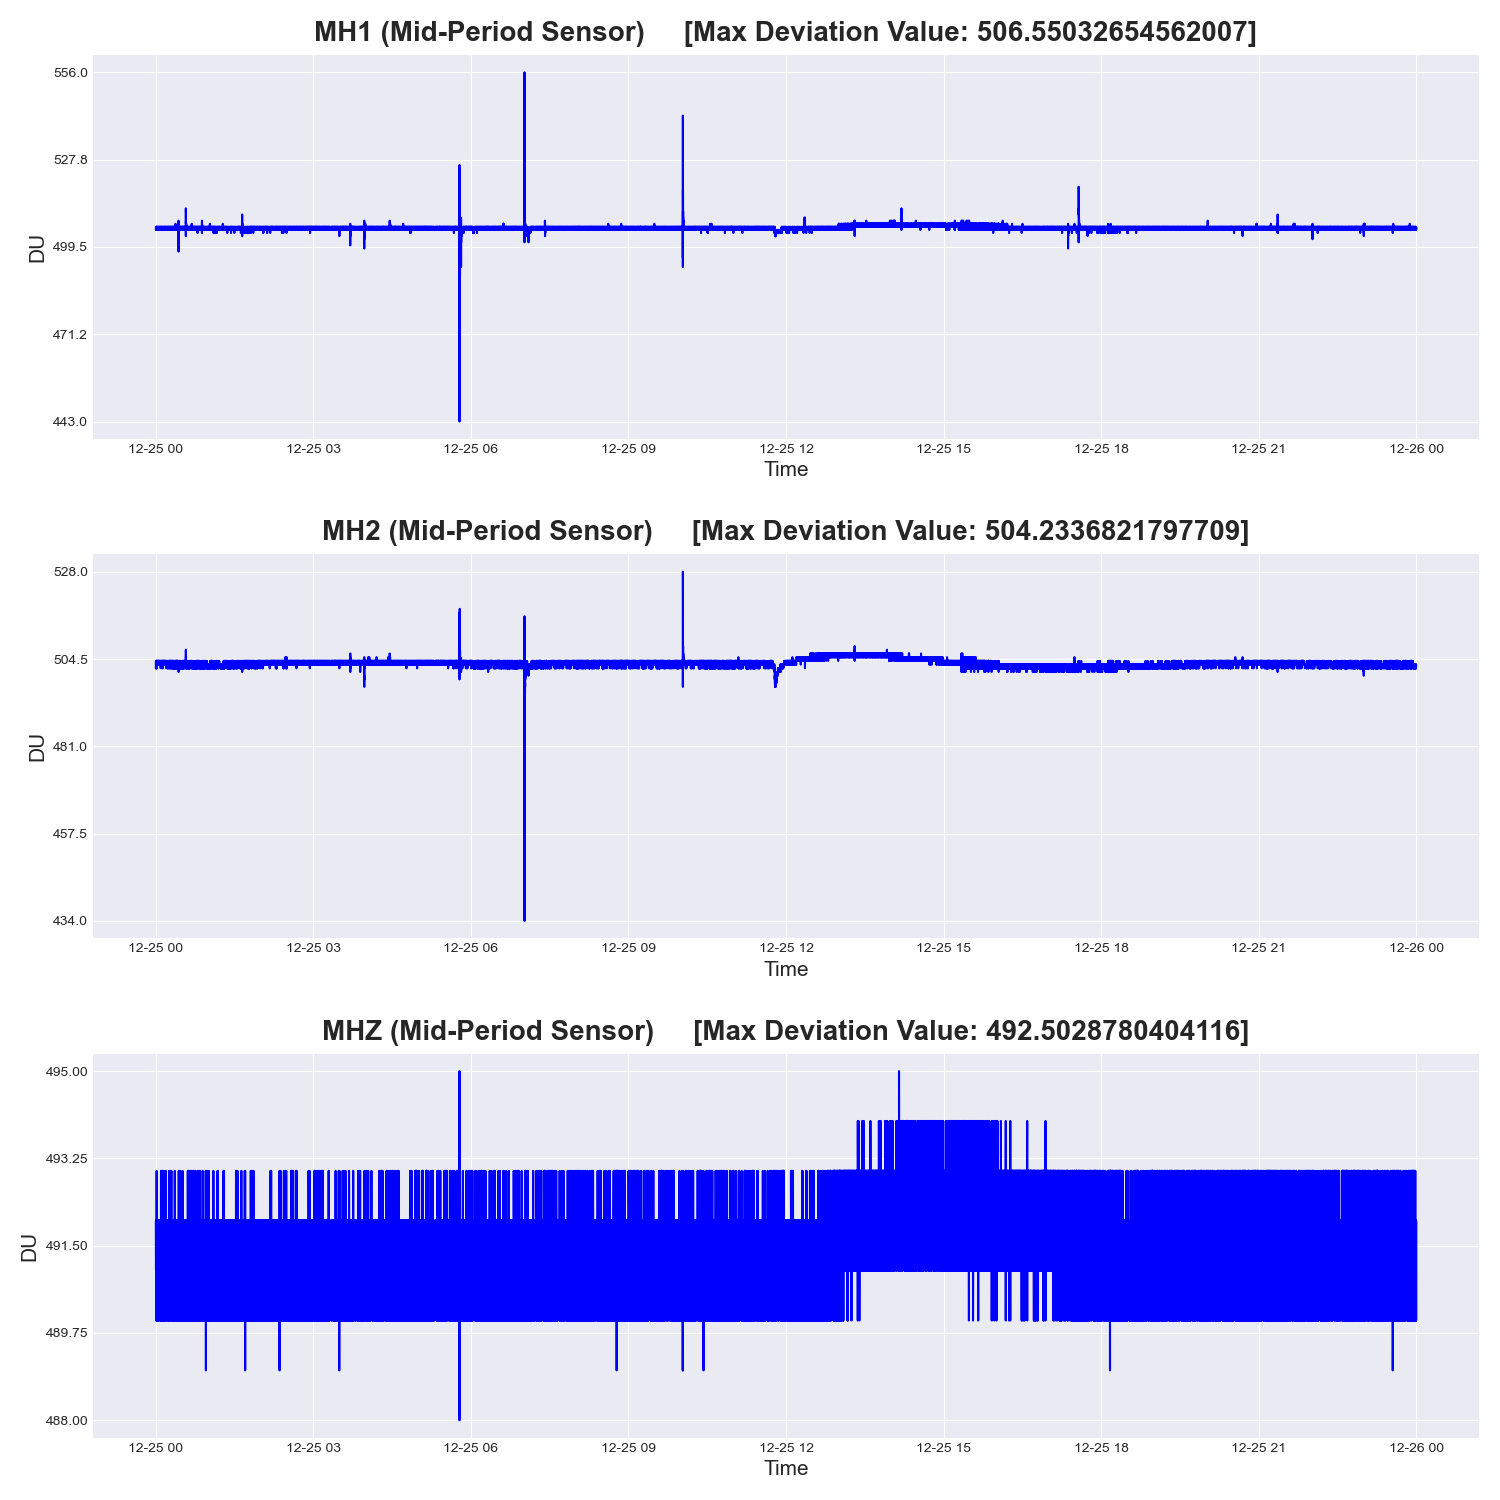 MH1 (Mid-Period Sensor) [Max Deviation Value: 506.55032654562007]
556.0
527.8
499.5
471.2
443.0
DU
12-25 00 12-25 03 12-25 06 12-25 09 12-25 12 12-25 15 12-25 18 12-25 21 12-26 00
Time
MH2 (Mid-Period Sensor) [Max Deviation Value: 504.2336821797709]
528.0
504.5
481.0
457.5
434.0
DU
12-25 00 12-25 03 12-25 06 12-25 09 12-25 12 12-25 15 12-25 18 12-25 21 12-26 00
Time
MHZ (Mid-Period Sensor) [Max Deviation Value: 492.5028780404116]
495.00
493.25
491.50
489.75
488.00
DU
12-25 00 12-25 03 12-25 06 12-25 09 12-25 12 12-25 15 12-25 18 12-25 21 12-26 00
Time